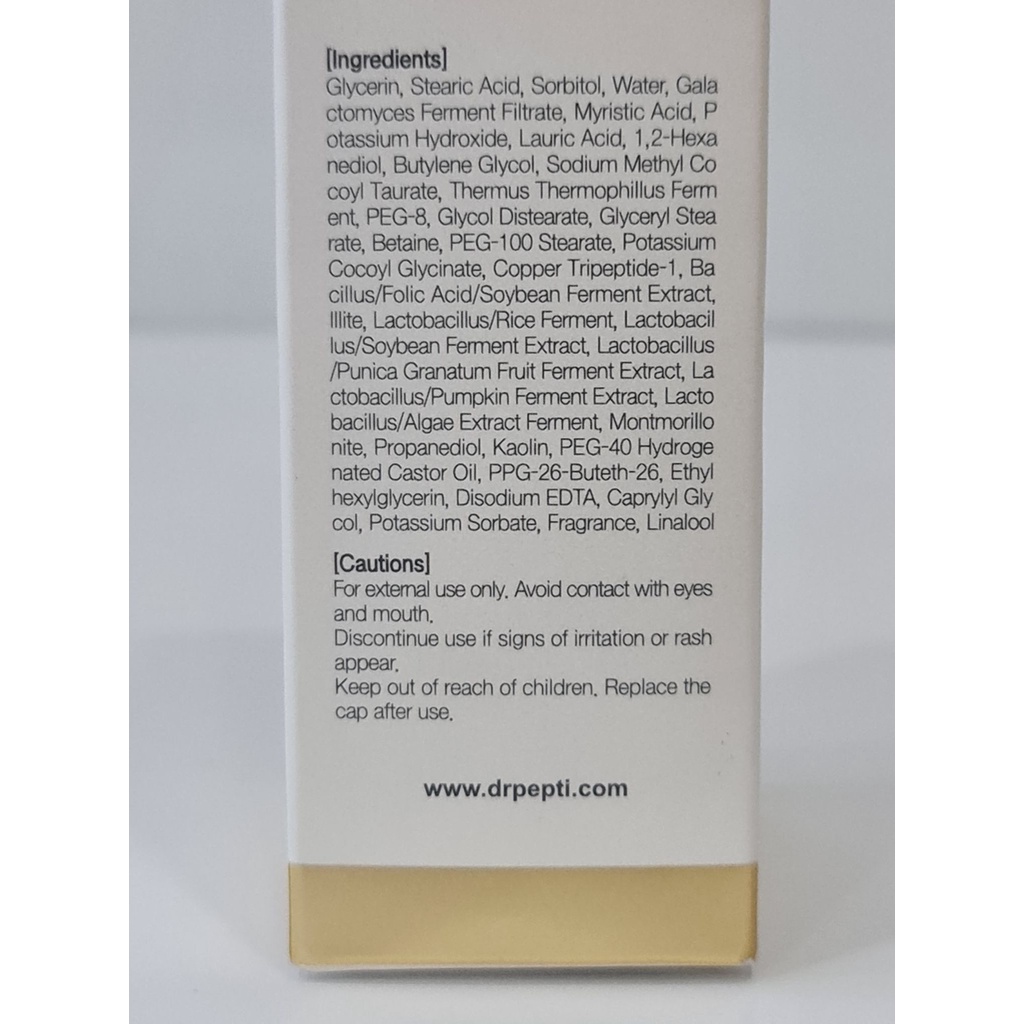 [Ingredients]
Glycerin, Stearic Acid, Sorbitol, Water, Gala
ctomyces Ferment Filtrate, Myristic Acid, P
otassium Hydroxide, Lauric Acid, 1,2-Hexa
nediol, Butylene Glycol, Sodium Methyl Co
coyl Taurate, Thermus Thermophillus Ferm
ent, PEG-8, Glycol Distearate, Glyceryl Stea
rate, Betaine, PEG-100 Stearate, Potassium
Cocoyl Glycinate, Copper Tripeptide-1, Ba
cillus/Folic Acid/Soybean Ferment Extract,
Illite, Lactobacillus/Rice Ferment, Lactobacil
lus/Soybean Ferment Extract, Lactobacillus
/Punica Granatum Fruit Ferment Extract, La
ctobacillus/Pumpkin Ferment Extract, Lacto
bacillus/Algae Extract Ferment, Montmorillo
nite, Propanediol, Kaolin, PEG-40 Hydroge
nated Castor Oil, PPG-26-Buteth-26, Ethyl
hexylglycerin, Disodium EDTA, Caprylyl Gly
col, Potassium Sorbate, Fragrance, Linalool
[Cautions]
For external use only. Avoid contact with eyes
and mouth.
Discontinue use if signs of irritation or rash
appear.
Keep out of reach of children. Replace the
cap after use.
www.drpepti.com